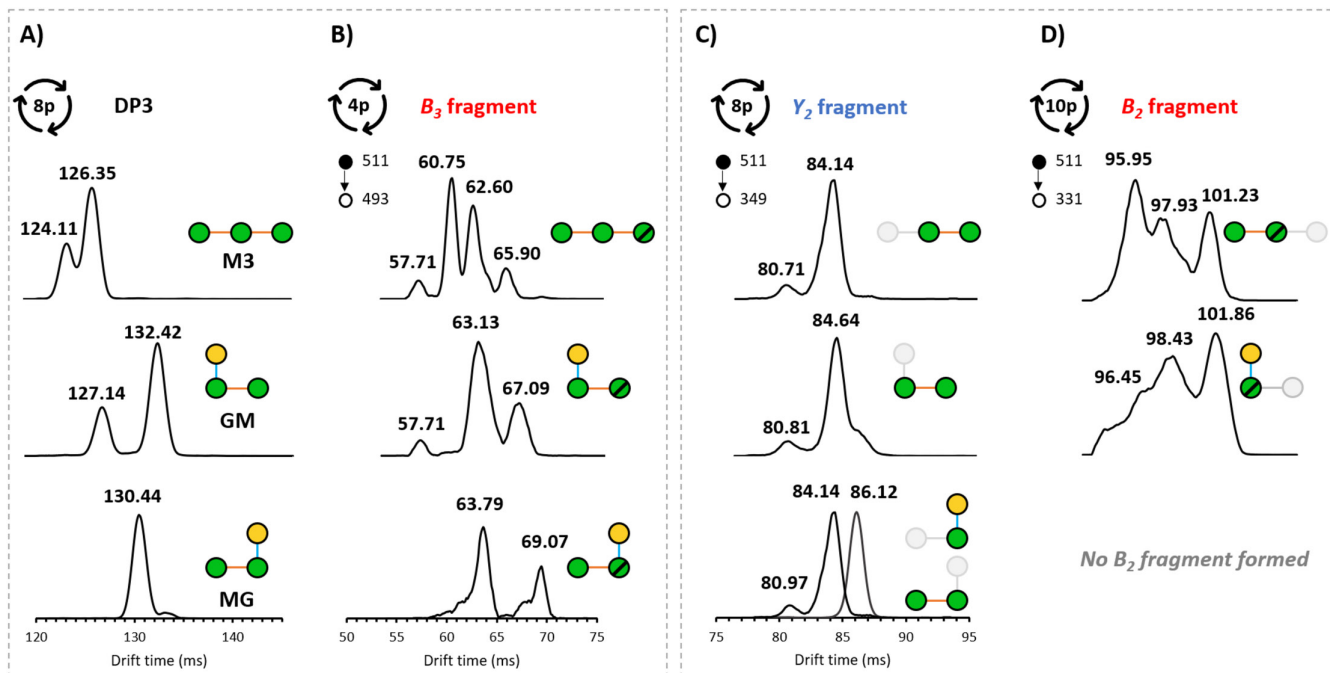 A)
8p
DP3
124.11
126.35
M3
127.14
132.42
GM
130.44
MG
120 130 140
Drift time (ms)
B)
4p
B3 fragment
511
493
57.71
60.75
62.60
65.90
57.71
63.13
67.09
63.79
69.07
50 55 60 65 70 75
Drift time (ms)
C)
8p
Y2 fragment
511
349
80.71
84.14
80.81
84.64
80.97
84.14
86.12
75 80 85 90 95
Drift time (ms)
D)
10p
B2 fragment
511
331
95.95
97.93
101.23
96.45
98.43
101.86
No B2 fragment formed